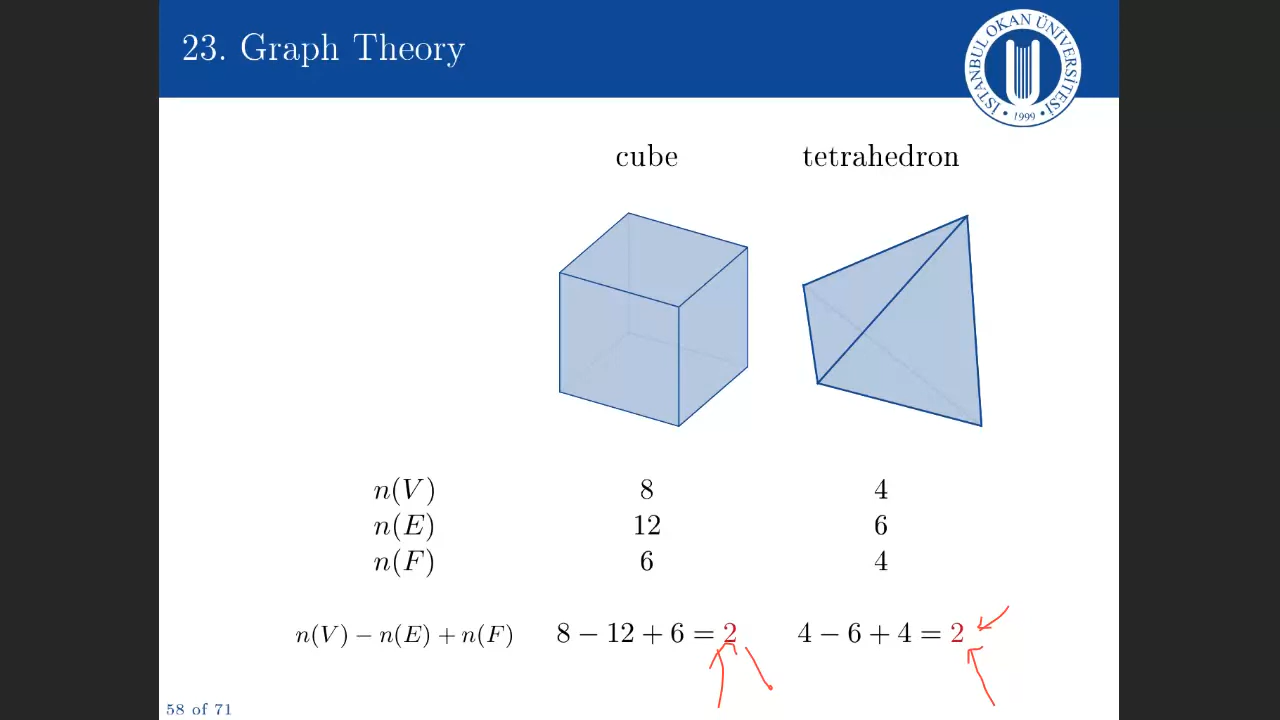 23. Graph Theory
İSTANBUL OKAN ÜNİVERSİTESİ
• 1999 •
cube tetrahedron
n(V) 8 4
n(E) 12 6
n(F) 6 4
n(V) − n(E) + n(F) 8 − 12 + 6 = 2 4 − 6 + 4 = 2
58 of 71